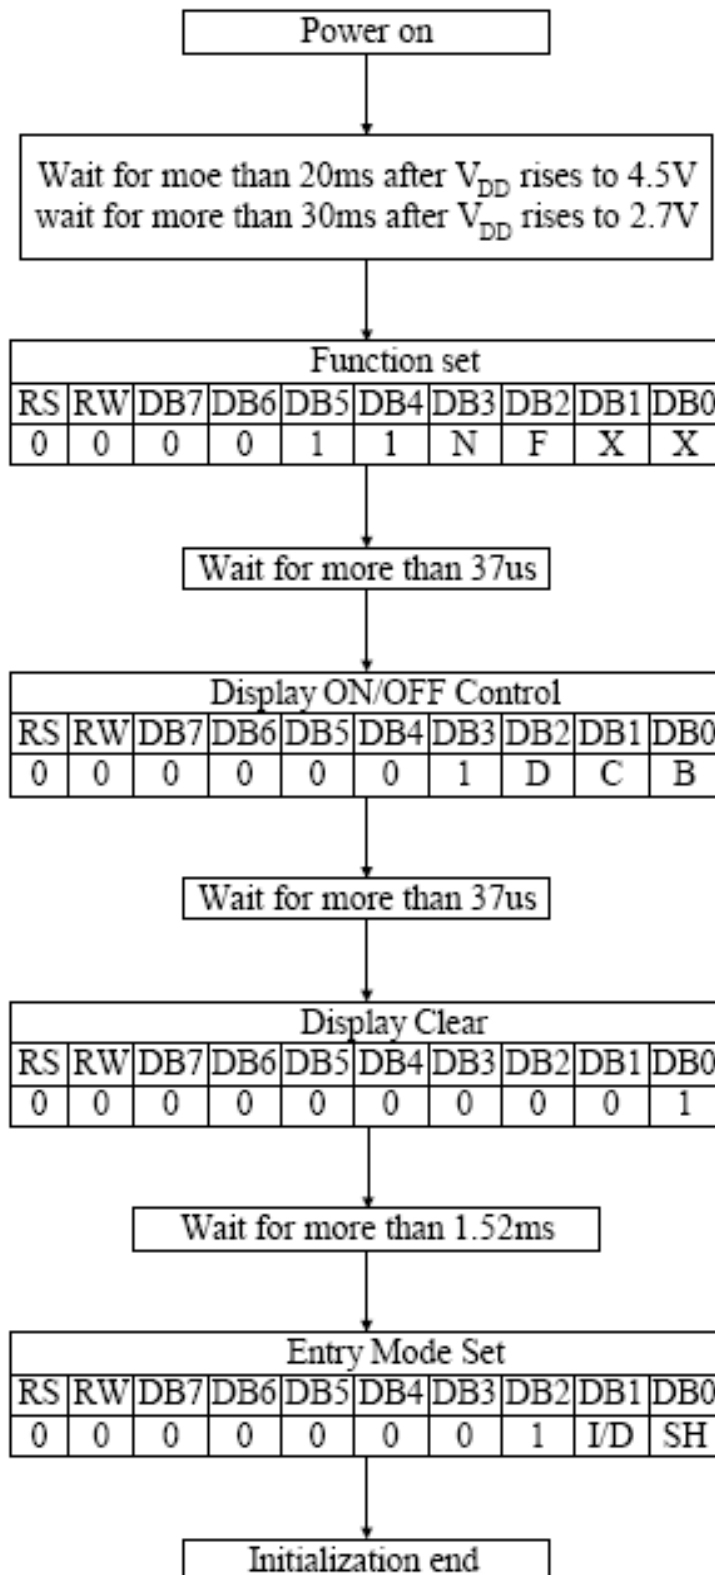 Power on
Wait for moe than 20ms after VDD rises to 4.5V
wait for more than 30ms after VDD rises to 2.7V
Function set
RS RW DB7 DB6 DB5 DB4 DB3 DB2 DB1 DB0
0 0 0 0 1 1 N F X X
Wait for more than 37us
Display ON/OFF Control
RS RW DB7 DB6 DB5 DB4 DB3 DB2 DB1 DB0
0 0 0 0 0 0 1 D C B
Wait for more than 37us
Display Clear
RS RW DB7 DB6 DB5 DB4 DB3 DB2 DB1 DB0
0 0 0 0 0 0 0 0 0 1
Wait for more than 1.52ms
Entry Mode Set
RS RW DB7 DB6 DB5 DB4 DB3 DB2 DB1 DB0
0 0 0 0 0 0 0 1 I/D SH
Initialization end